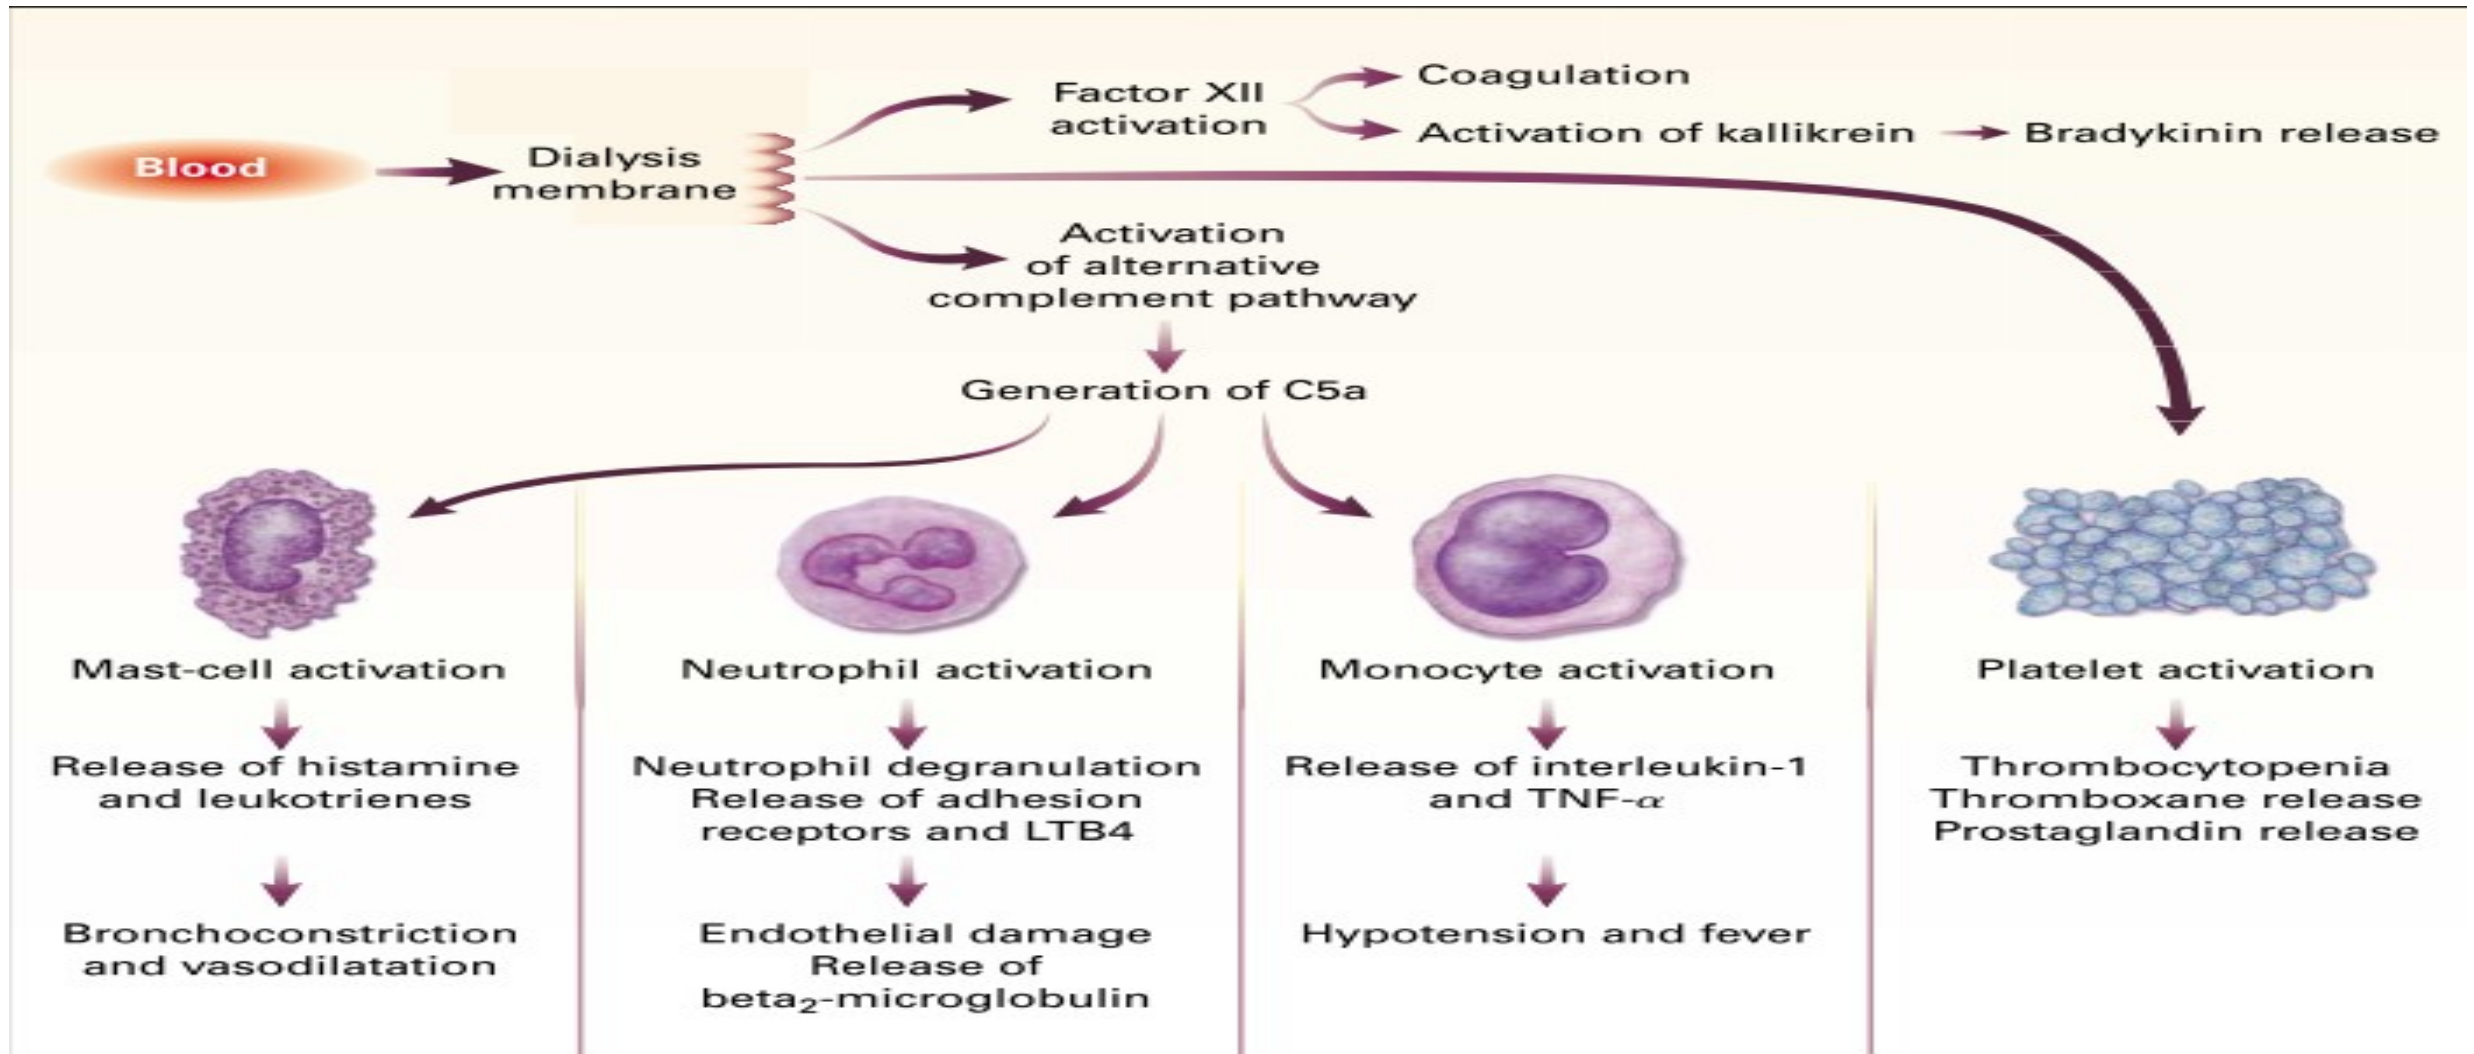 Blood
Dialysis
membrane
Factor XII
activation
Coagulation
Activation of kallikrein
Bradykinin release
Activation
of alternative
complement pathway
Generation of C5a
Mast-cell activation
Release of histamine
and leukotrienes
Bronchoconstriction
and vasodilatation
Neutrophil activation
Neutrophil degranulation
Release of adhesion
receptors and LTB4
Endothelial damage
Release of
beta₂-microglobulin
Monocyte activation
Release of interleukin-1
and TNF-α
Hypotension and fever
Platelet activation
Thrombocytopenia
Thromboxane release
Prostaglandin release